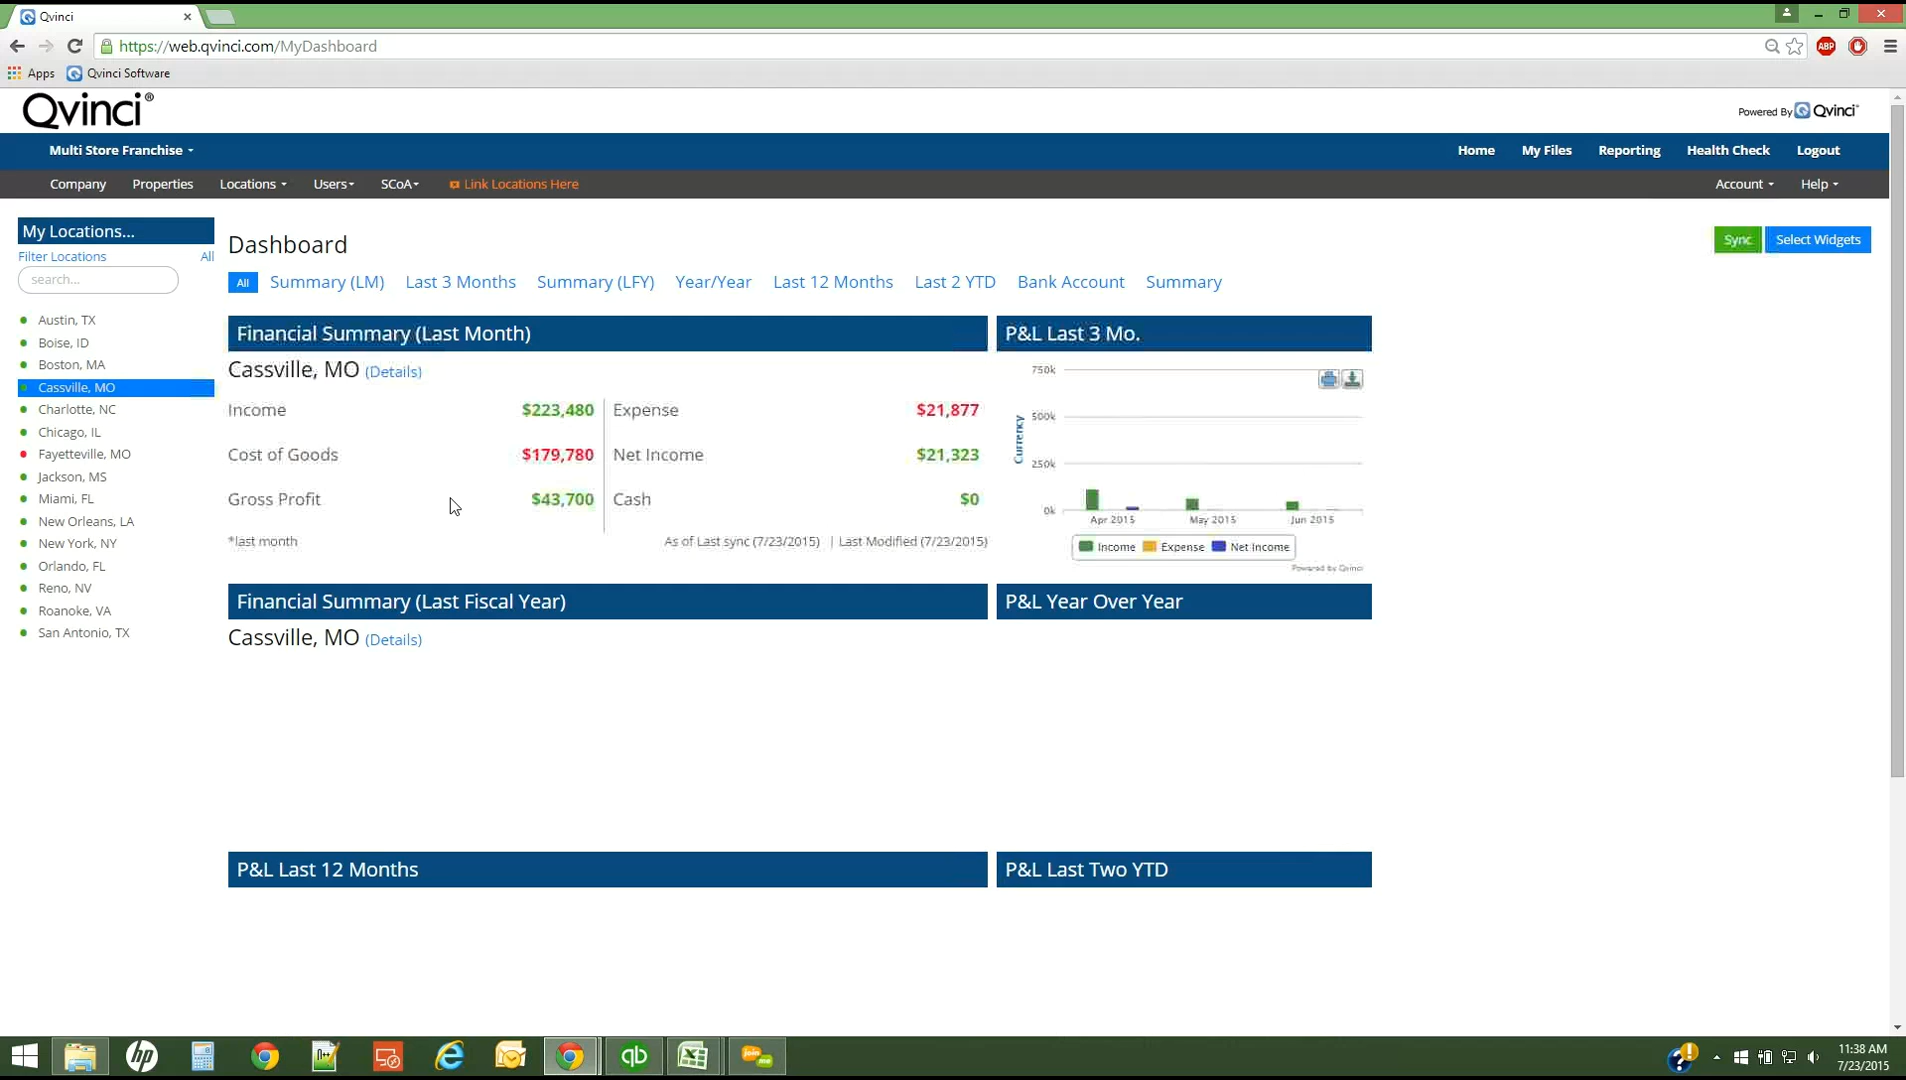 Qvinci
https://web.qvinci.com/MyDashboard
ABP
Apps Qvinci Software
Qvinci®
Powered By Qvinci
Multi Store Franchise
Home My Files Reporting Health Check Logout
Company Properties Locations Users SCoA Link Locations Here
Account Help
My Locations...
Filter Locations All
search...
Austin, TX
Boise, ID
Boston, MA
Cassville, MO
Charlotte, NC
Chicago, IL
Fayetteville, MO
Jackson, MS
Miami, FL
New Orleans, LA
New York, NY
Orlando, FL
Reno, NV
Roanoke, VA
San Antonio, TX
Dashboard
Sync Select Widgets
All Summary (LM) Last 3 Months Summary (LFY) Year/Year Last 12 Months Last 2 YTD Bank Account Summary
Financial Summary (Last Month)
Cassville, MO (Details)
Income $223,480 Expense $21,877
Cost of Goods $179,780 Net Income $21,323
Gross Profit $43,700 Cash $0
*last month As of Last sync (7/23/2015) | Last Modified (7/23/2015)
P&L Last 3 Mo.
750k
500k
250k
0k
Currency
Apr 2015 May 2015 Jun 2015
Income Expense Net Income
Powered by Qvinci
Financial Summary (Last Fiscal Year)
Cassville, MO (Details)
P&L Year Over Year
P&L Last 12 Months
P&L Last Two YTD
hp
qb
join me
11:38 AM
7/23/2015